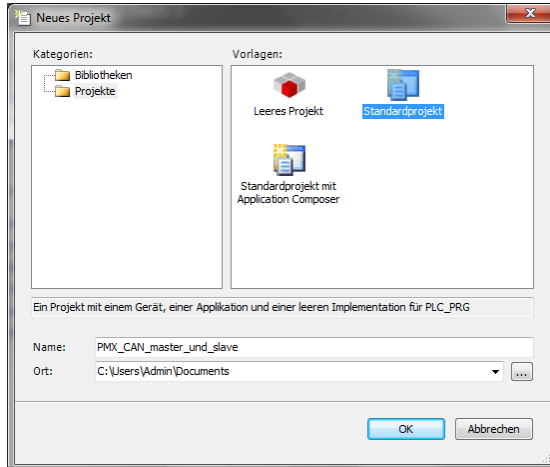 Neues Projekt
Kategorien:
Vorlagen:
Bibliotheken
Projekte
Leeres Projekt
Standardprojekt
Standardprojekt mit
Application Composer
Ein Projekt mit einem Gerät, einer Applikation und einer leeren Implementation für PLC_PRG
Name:
PMX_CAN_master_und_slave
Ort:
C:\Users\Admin\Documents
...
OK
Abbrechen